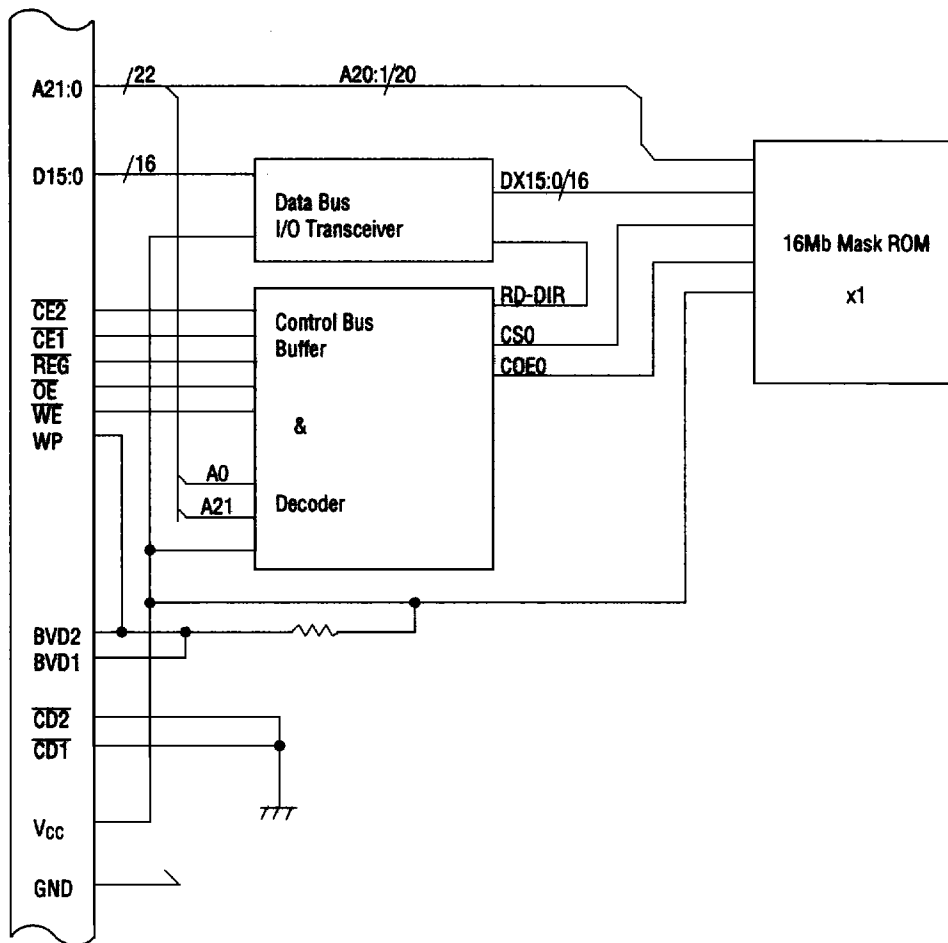 A21:0
/22
A20:1/20
D15:0
/16
Data Bus
I/O Transceiver
DX15:0/16
16Mb Mask ROM
x1
RD-DIR
CS0
COE0
CE2
CE1
REG
OE
WE
WP
Control Bus
Buffer
&
Decoder
A0
A21
BVD2
BVD1
CD2
CD1
Vcc
GND